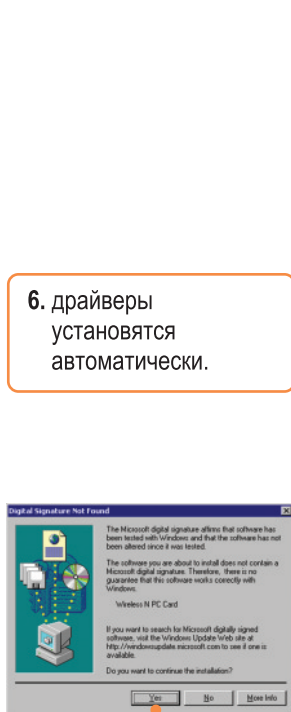 6. драйверы
установятся
автоматически.
Digital Signature Not Found
The Microsoft digital signature affirms that software has
been tested with Windows and that the software has not
been altered since it was tested.
The software you are about to install does not contain a
Microsoft digital signature. Therefore, there is no
guarantee that this software works correctly with
Windows.
Wireless N PC Card
If you want to search for Microsoft digitally signed
software, visit the Windows Update Web site at
http://windowsupdate.microsoft.com to see if one is
available.
Do you want to continue the installation?
Yes No More Info